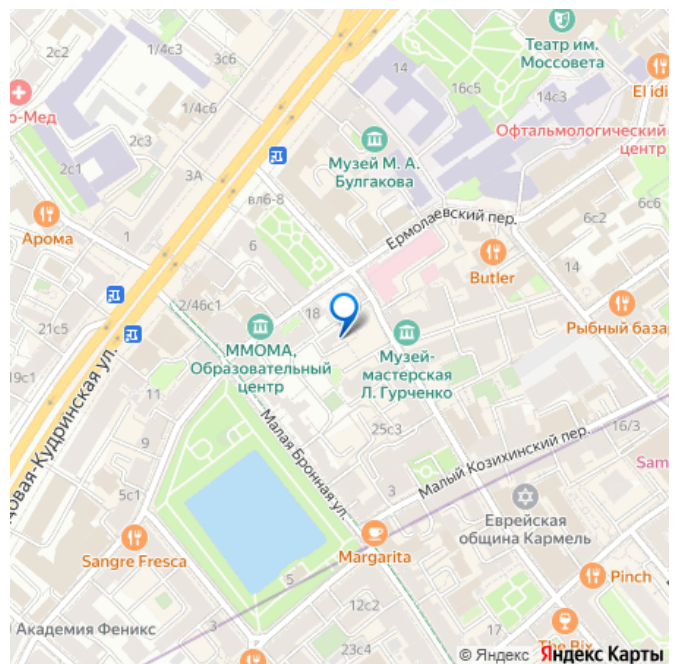 2с2
1/4с3
3с6
14
Театр им.
Моссовета
16с5
14с3
El idi
о-Мед
1/4с6
2с3
2с1
3А
Офтальмологический
центр
Музей М. А.
Булгакова
вл6-8
6с2
6с6
Ермолаевский пер.
Арома
1
6
Butler
14
2/46с1
18
Рыбный база
21с5
ММОМА,
Образовательный
центр
Музей-
мастерская
Л. Гурченко
19с1
11
довая-Кудринская ул.
Малая Бронная ул.
9
25с3
16/3
Малый Козихинский пер.
Sam
5с1
3
Еврейская
община Кармель
Sangre Fresca
Margarita
Pinch
5
12с2
Академия Феникс
23с4
17
The Bix
© Яндекс Яндекс Карты